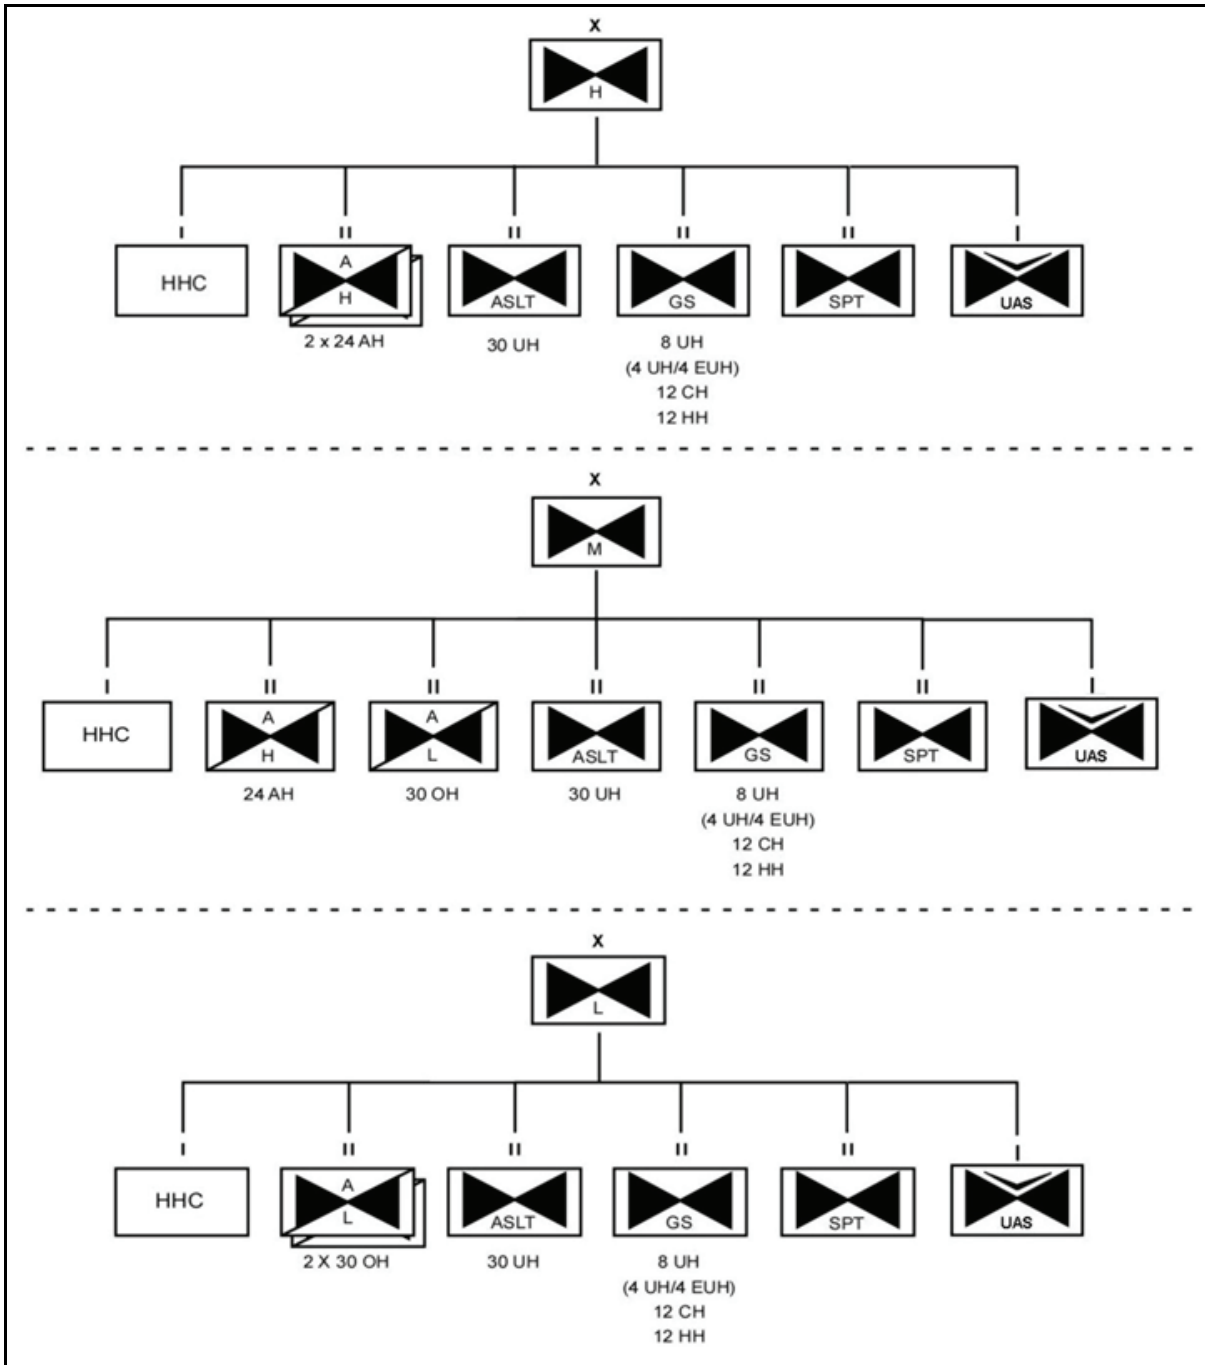 X
H
I II II II II I
HHC
A
H
ASLT
GS
SPT
UAS
2 x 24 AH
30 UH
8 UH
(4 UH/4 EUH)
12 CH
12 HH
X
M
I II II II II II I
HHC
A
H
A
L
ASLT
GS
SPT
UAS
24 AH
30 OH
30 UH
8 UH
(4 UH/4 EUH)
12 CH
12 HH
X
L
I II II II II I
HHC
A
L
ASLT
GS
SPT
UAS
2 X 30 OH
30 UH
8 UH
(4 UH/4 EUH)
12 CH
12 HH